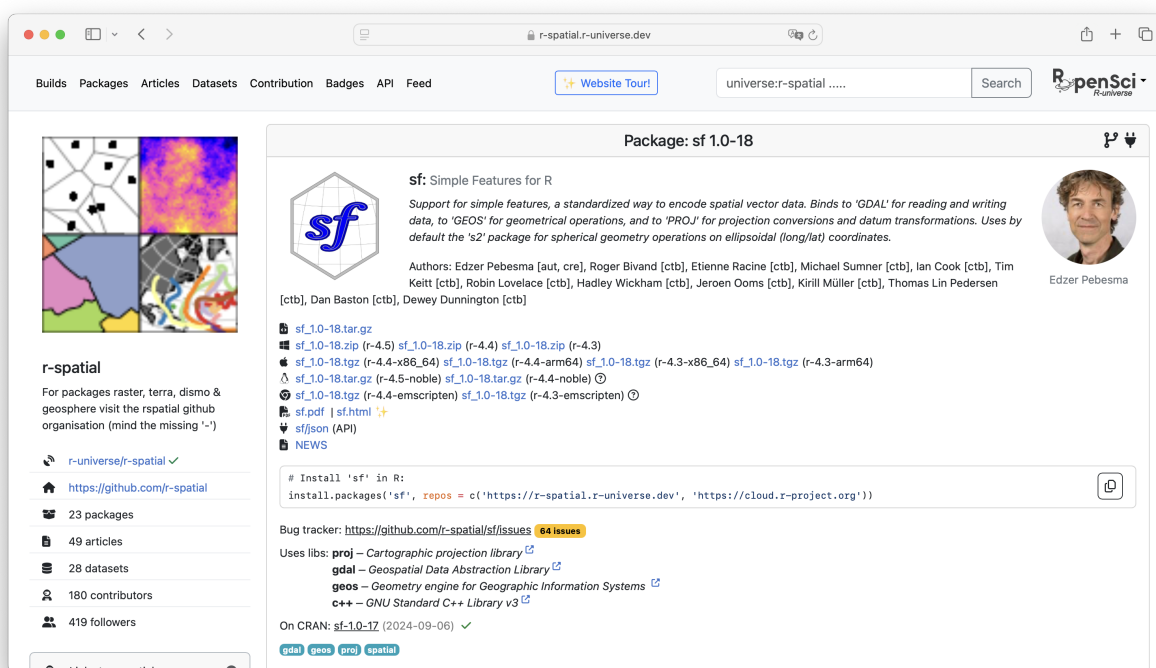 r-spatial.r-universe.dev
Builds Packages Articles Datasets Contribution Badges API Feed
✨ Website Tour!
universe:r-spatial .....
Search
R OpenSci
R-universe
r-spatial
For packages raster, terra, dismo &
geosphere visit the rspatial github
organisation (mind the missing '-')
r-universe/r-spatial ✓
https://github.com/r-spatial
23 packages
49 articles
28 datasets
180 contributors
419 followers
Package: sf 1.0-18
sf
sf: Simple Features for R
Support for simple features, a standardized way to encode spatial vector data. Binds to 'GDAL' for reading and writing
data, to 'GEOS' for geometrical operations, and to 'PROJ' for projection conversions and datum transformations. Uses by
default the 's2' package for spherical geometry operations on ellipsoidal (long/lat) coordinates.
Authors: Edzer Pebesma [aut, cre], Roger Bivand [ctb], Etienne Racine [ctb], Michael Sumner [ctb], Ian Cook [ctb], Tim
Keitt [ctb], Robin Lovelace [ctb], Hadley Wickham [ctb], Jeroen Ooms [ctb], Kirill Müller [ctb], Thomas Lin Pedersen
[ctb], Dan Baston [ctb], Dewey Dunnington [ctb]
Edzer Pebesma
sf_1.0-18.tar.gz
sf_1.0-18.zip (r-4.5) sf_1.0-18.zip (r-4.4) sf_1.0-18.zip (r-4.3)
sf_1.0-18.tgz (r-4.4-x86_64) sf_1.0-18.tgz (r-4.4-arm64) sf_1.0-18.tgz (r-4.3-x86_64) sf_1.0-18.tgz (r-4.3-arm64)
sf_1.0-18.tar.gz (r-4.5-noble) sf_1.0-18.tar.gz (r-4.4-noble)
sf_1.0-18.tgz (r-4.4-emscripten) sf_1.0-18.tgz (r-4.3-emscripten)
sf.pdf | sf.html ✨
sf/json (API)
NEWS
# Install 'sf' in R:
install.packages('sf', repos = c('https://r-spatial.r-universe.dev', 'https://cloud.r-project.org'))
Bug tracker: https://github.com/r-spatial/sf/issues 64 issues
Uses libs: proj – Cartographic projection library
gdal – Geospatial Data Abstraction Library
geos – Geometry engine for Geographic Information Systems
c++ – GNU Standard C++ Library v3
On CRAN: sf-1.0-17 (2024-09-06) ✓
gdal geos proj spatial